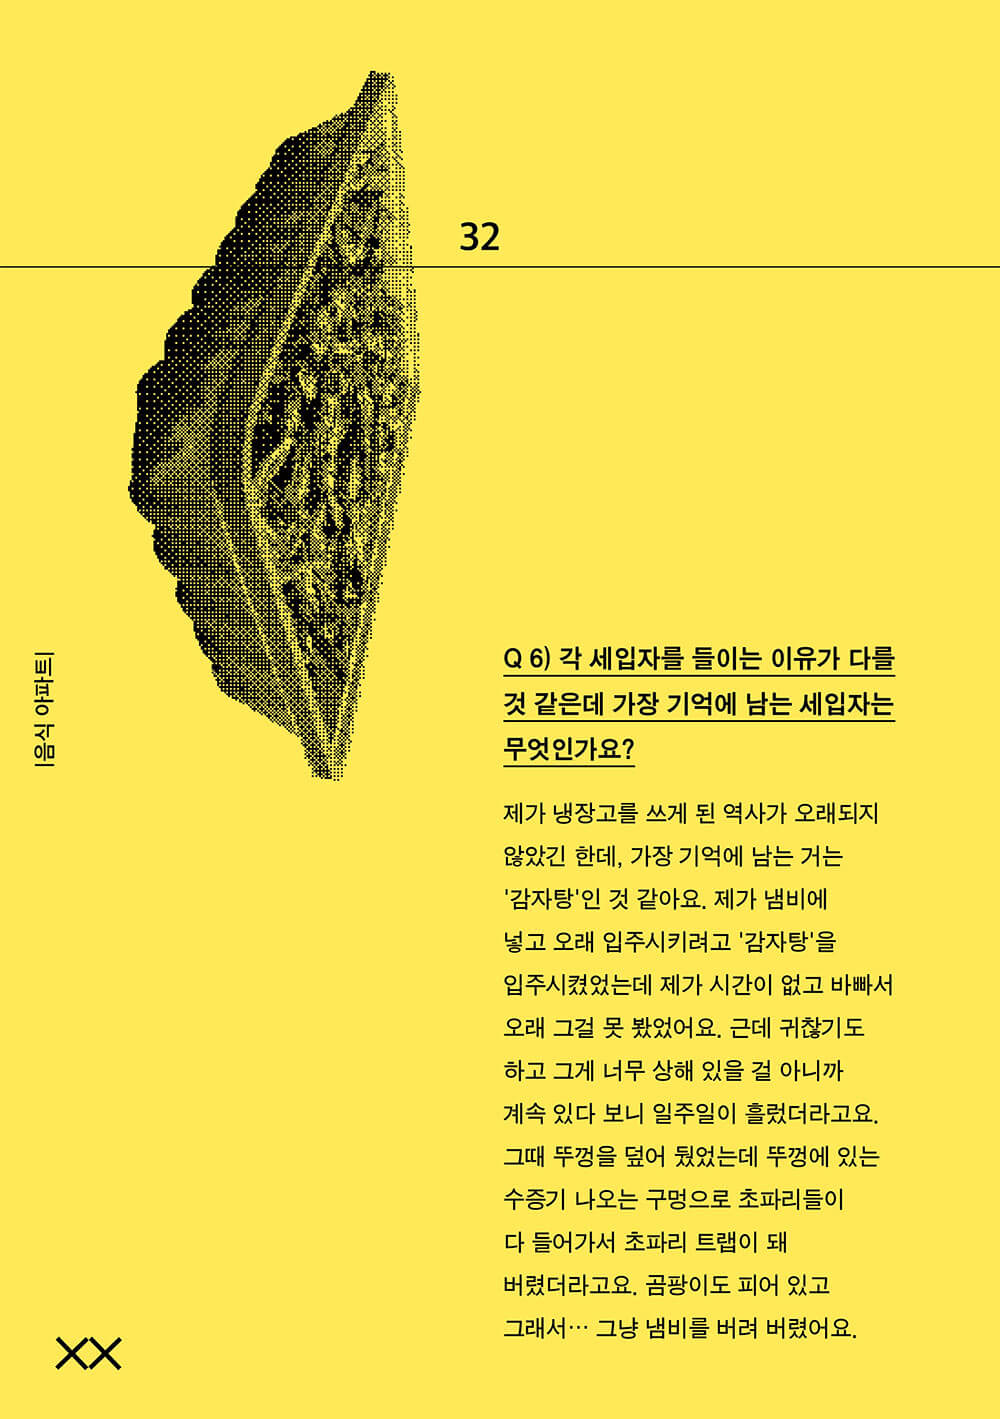 32
|음식 아파트|
Q 6) 각 세입자를 들이는 이유가 다를
것 같은데 가장 기억에 남는 세입자는
무엇인가요?
제가 냉장고를 쓰게 된 역사가 오래되지
않았긴 한데, 가장 기억에 남는 거는
'감자탕'인 것 같아요. 제가 냄비에
넣고 오래 입주시키려고 '감자탕'을
입주시켰었는데 제가 시간이 없고 바빠서
오래 그걸 못 봤었어요. 근데 귀찮기도
하고 그게 너무 상해 있을 걸 아니까
계속 있다 보니 일주일이 흘렀더라고요.
그때 뚜껑을 덮어 뒀었는데 뚜껑에 있는
수증기 나오는 구멍으로 초파리들이
다 들어가서 초파리 트랩이 돼
버렸더라고요. 곰팡이도 피어 있고
그래서… 그냥 냄비를 버려 버렸어요.
XX